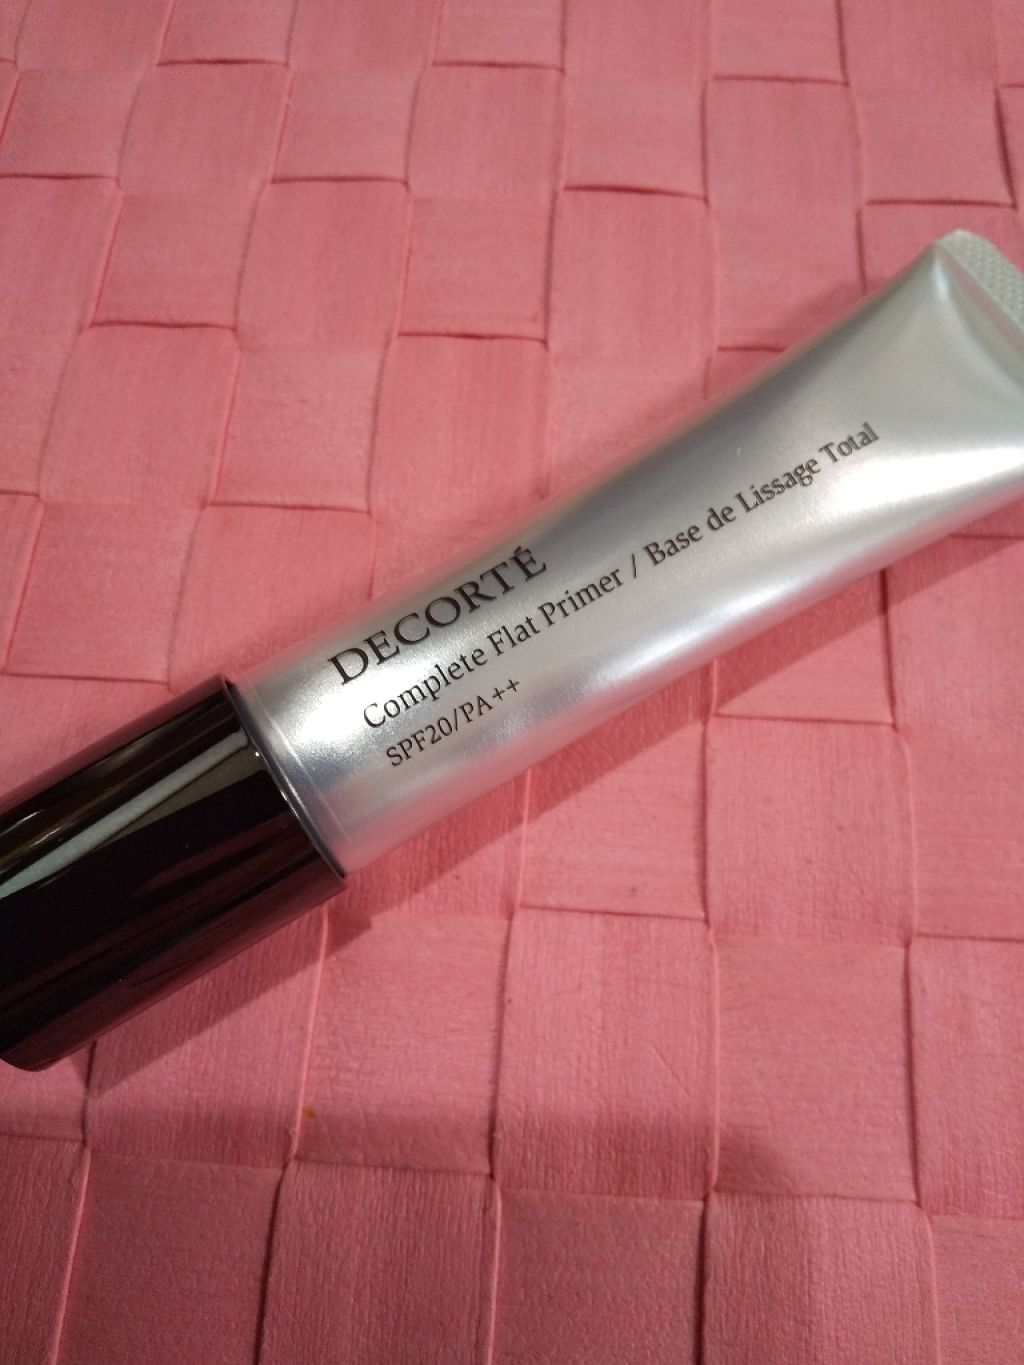 DECORTÉ
Complete Flat Primer / Base de Lissage Total
SPF20/PA++